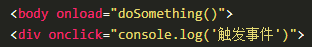 <body onload="doSomething()">
<div onclick="console.log('触发事件')">